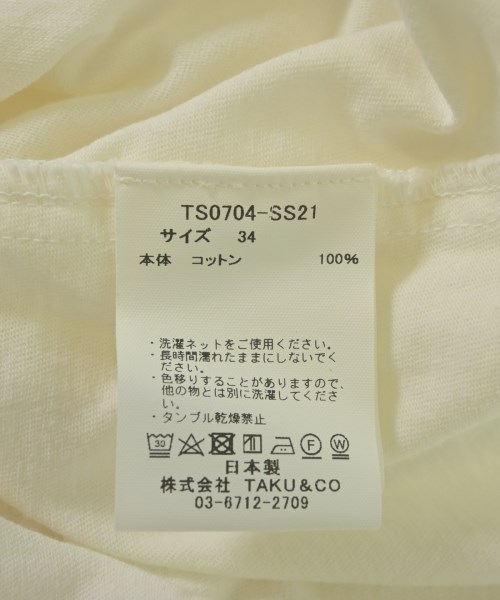 TS0704-SS21
サイズ 34
本体 コットン 100%
・洗濯ネットをご使用ください。
・長時間濡れたままにしないでく
ださい。
・色移りすることがありますので、
他の物とは別に洗濯してくださ
い。
・タンブル乾燥禁止
30 F W
日本製
株式会社 TAKU&CO
03-6712-2709